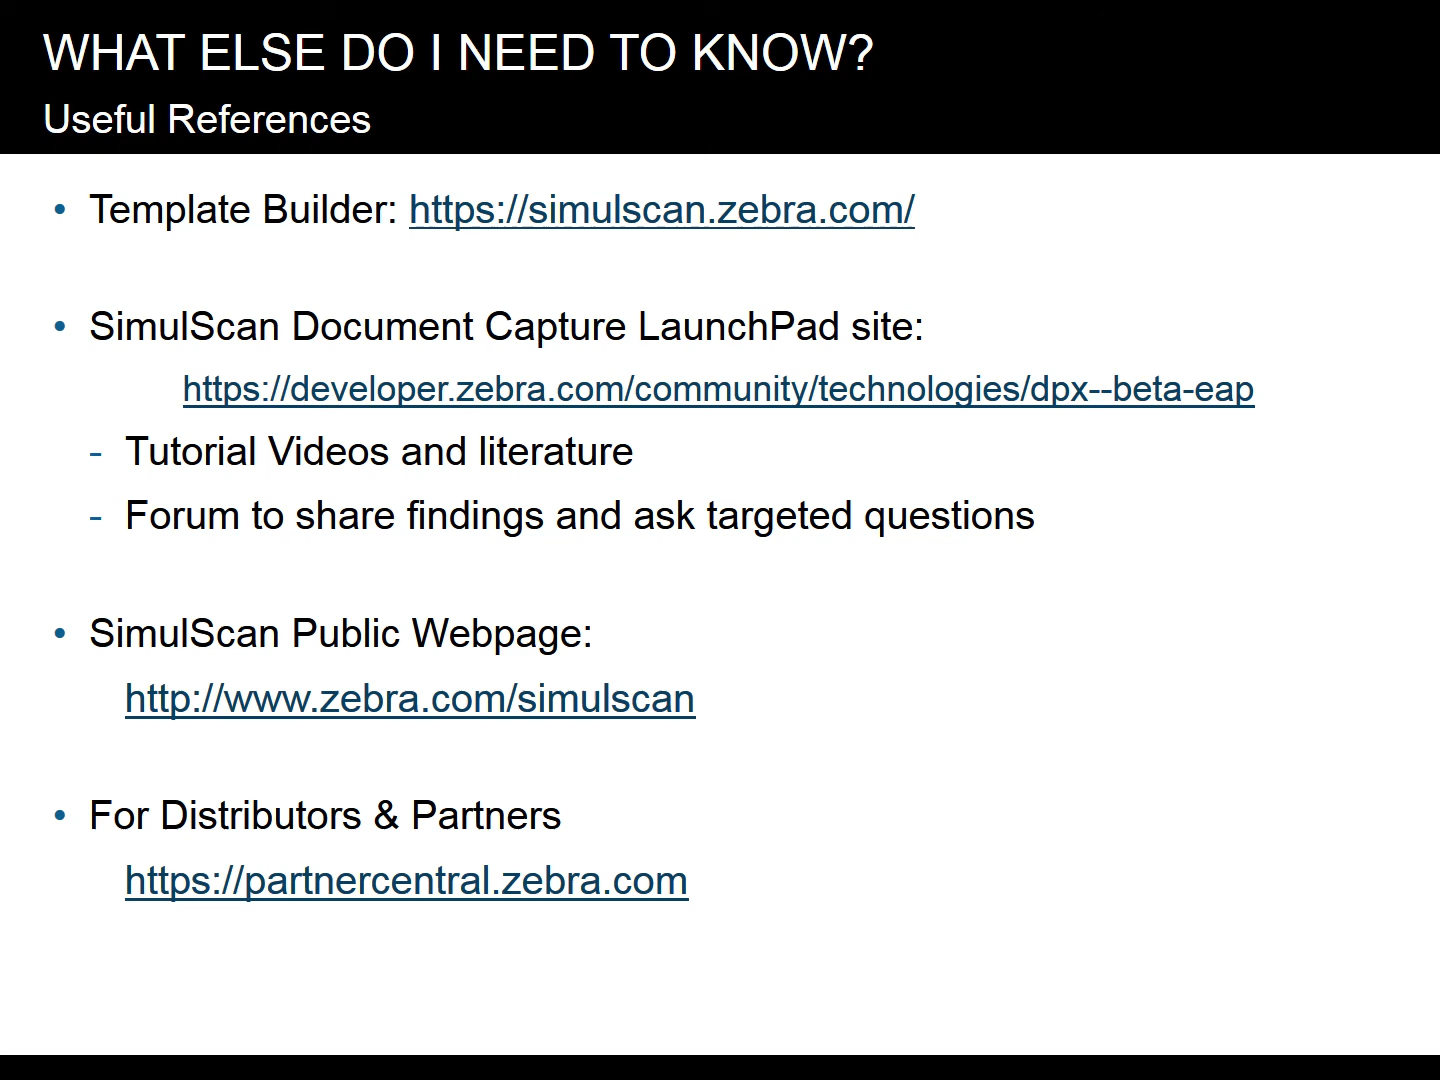 WHAT ELSE DO I NEED TO KNOW?
Useful References
• Template Builder: https://simulscan.zebra.com/
• SimulScan Document Capture LaunchPad site:
https://developer.zebra.com/community/technologies/dpx--beta-eap
- Tutorial Videos and literature
- Forum to share findings and ask targeted questions
• SimulScan Public Webpage:
http://www.zebra.com/simulscan
• For Distributors & Partners
https://partnercentral.zebra.com